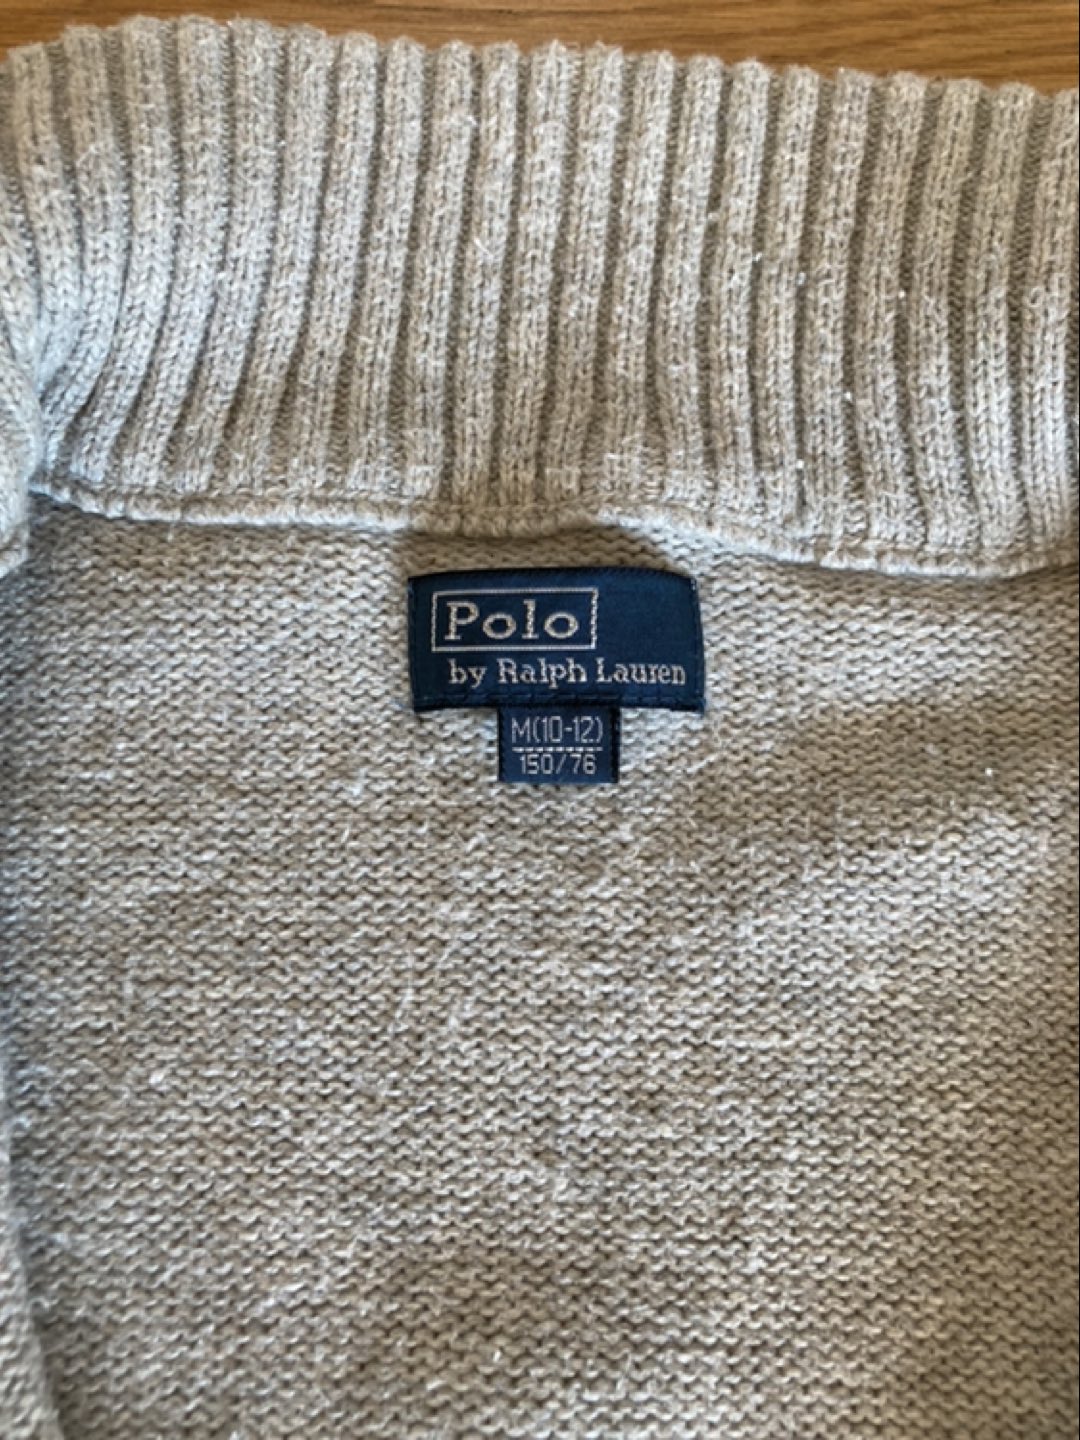 Polo
by Ralph Lauren
M(10-12)
150/76